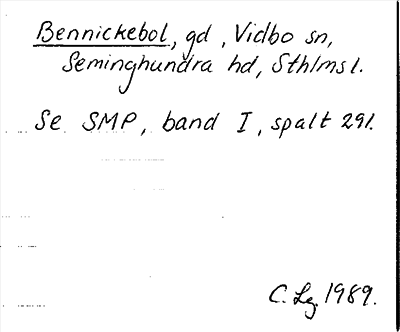 Bennickebol, gd, Vidbo sn,
Seminghundra hd, Sthlms l.
Se SMP, band I, spalt 291.
C. Lg. 1989.